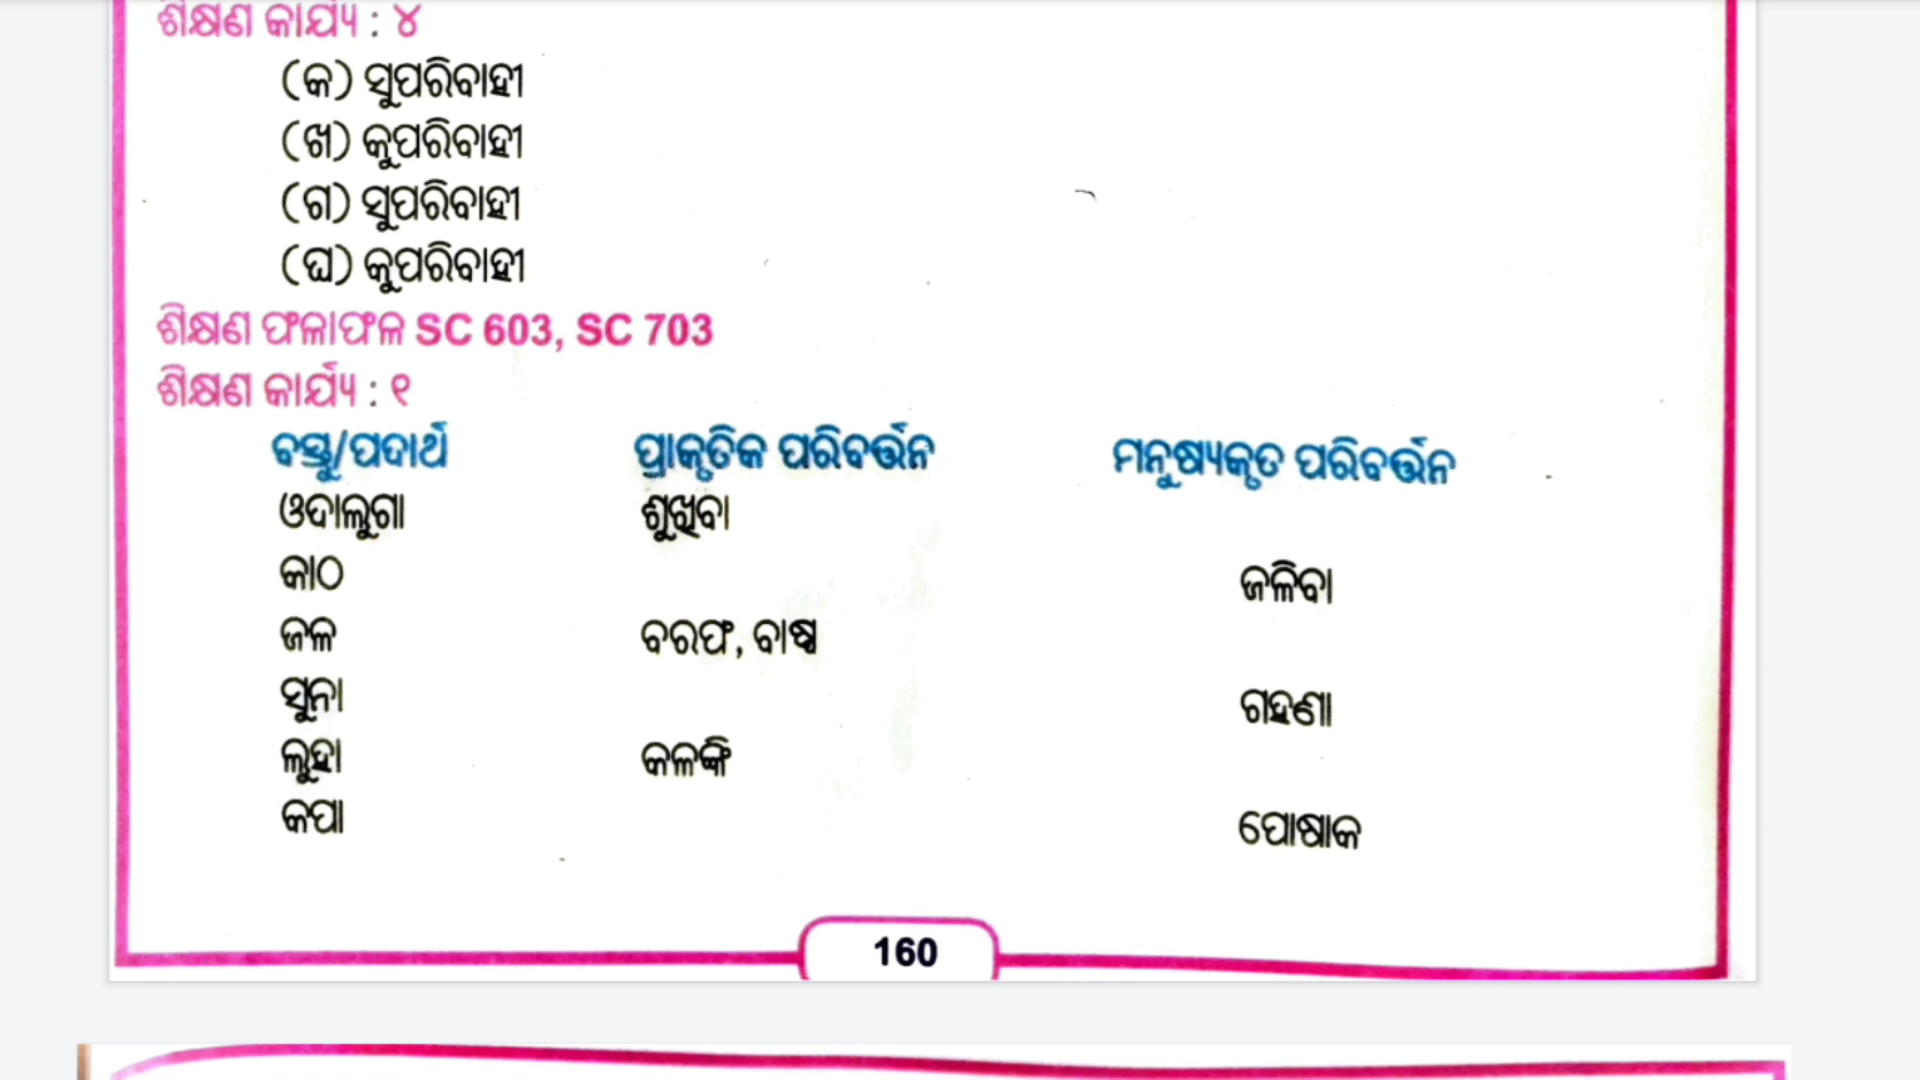 ଶିକ୍ଷଣ କାର୍ଯ୍ୟ : ୪
(କ) ସୁପରିବାହୀ
(ଖ) କୁପରିବାହୀ
(ଗ) ସୁପରିବାହୀ
(ଘ) କୁପରିବାହୀ
ଶିକ୍ଷଣ ଫଳାଫଳ SC 603, SC 703
ଶିକ୍ଷଣ କାର୍ଯ୍ୟ : ୧
ବସ୍ତୁ/ପଦାର୍ଥ ପ୍ରାକୃତିକ ପରିବର୍ତ୍ତନ ମନୁଷ୍ୟକୃତ ପରିବର୍ତ୍ତନ
ଓଦାଲୁଗା ଶୁଖିବା
କାଠ ଜଳିବା
ଜଳ ବରଫ, ବାଷ୍ପ
ସୁନା ଗହଣା
ଲୁହା କଳଙ୍କି
କପା ପୋଷାକ
160